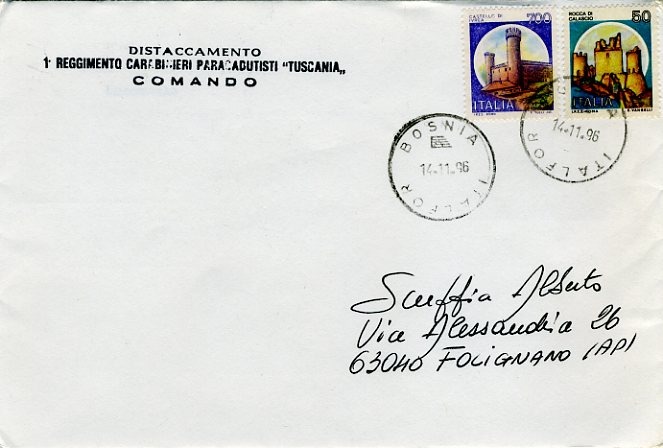 DISTACCAMENTO
1° REGGIMENTO CARABINIERI PARACADUTISTI "TUSCANIA"
COMANDO
CASTELLO DI
IVREA 700
ITALIA
ROCCA DI
CALASCIO 50
ITALIA
BOSNIA
14.11.96
ITALFOR
14.11.96
ITALFOR
Scuffia Alberto
Via Alessandria 26
63040 FOLIGNANO (AP)